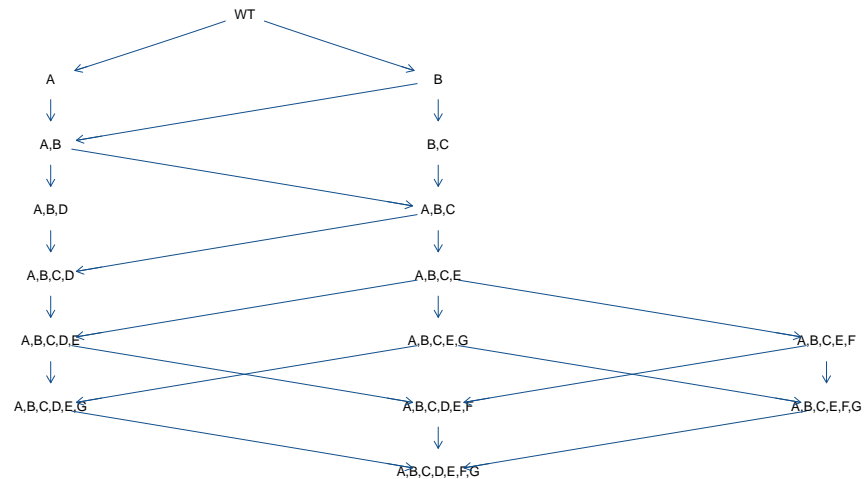 WT
A
B
A,B
B,C
A,B,D
A,B,C
A,B,C,D
A,B,C,E
A,B,C,D,E
A,B,C,E,G
A,B,C,E,F
A,B,C,D,E,G
A,B,C,D,E,F
A,B,C,E,F,G
A,B,C,D,E,F,G